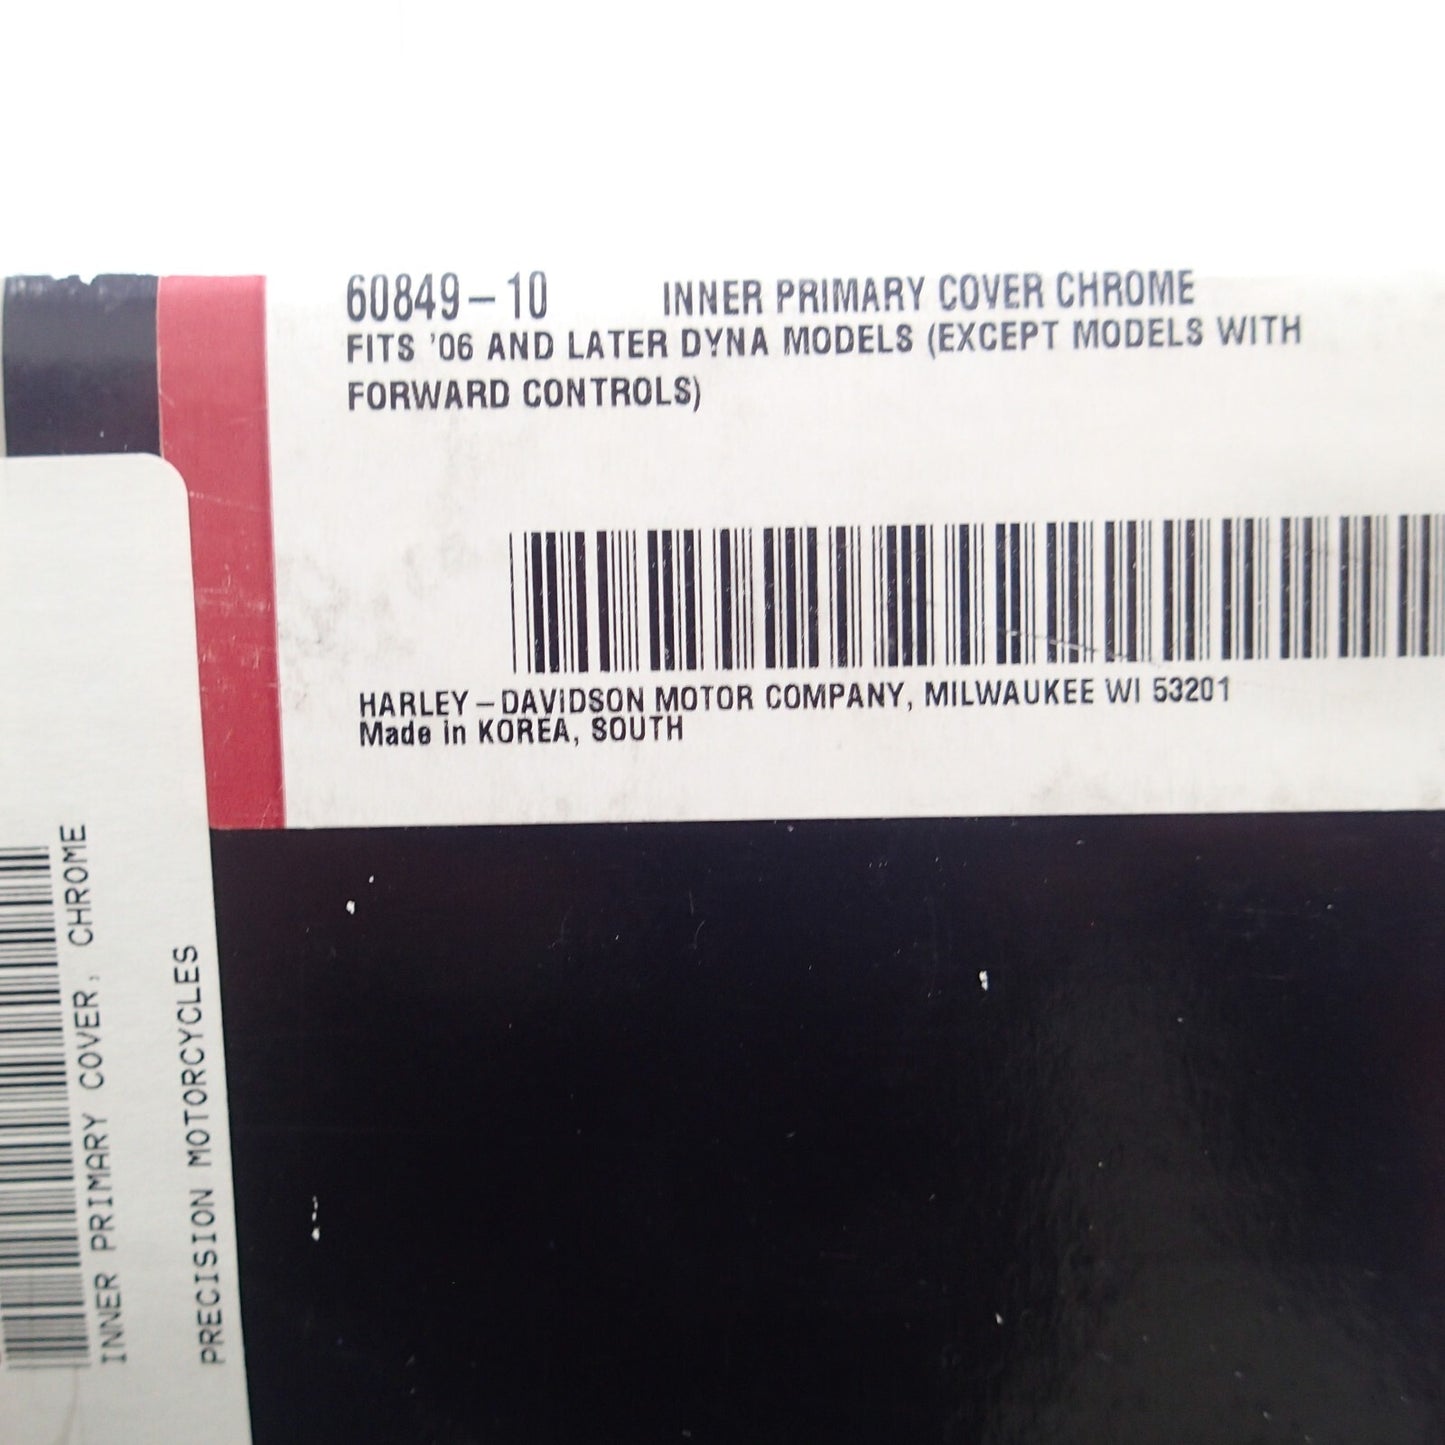 60849-10 INNER PRIMARY COVER CHROME
FITS '06 AND LATER DYNA MODELS (EXCEPT MODELS WITH
FORWARD CONTROLS)
HARLEY-DAVIDSON MOTOR COMPANY, MILWAUKEE WI 53201
Made in KOREA, SOUTH
INNER PRIMARY COVER, CHROME
PRECISION MOTORCYCLES